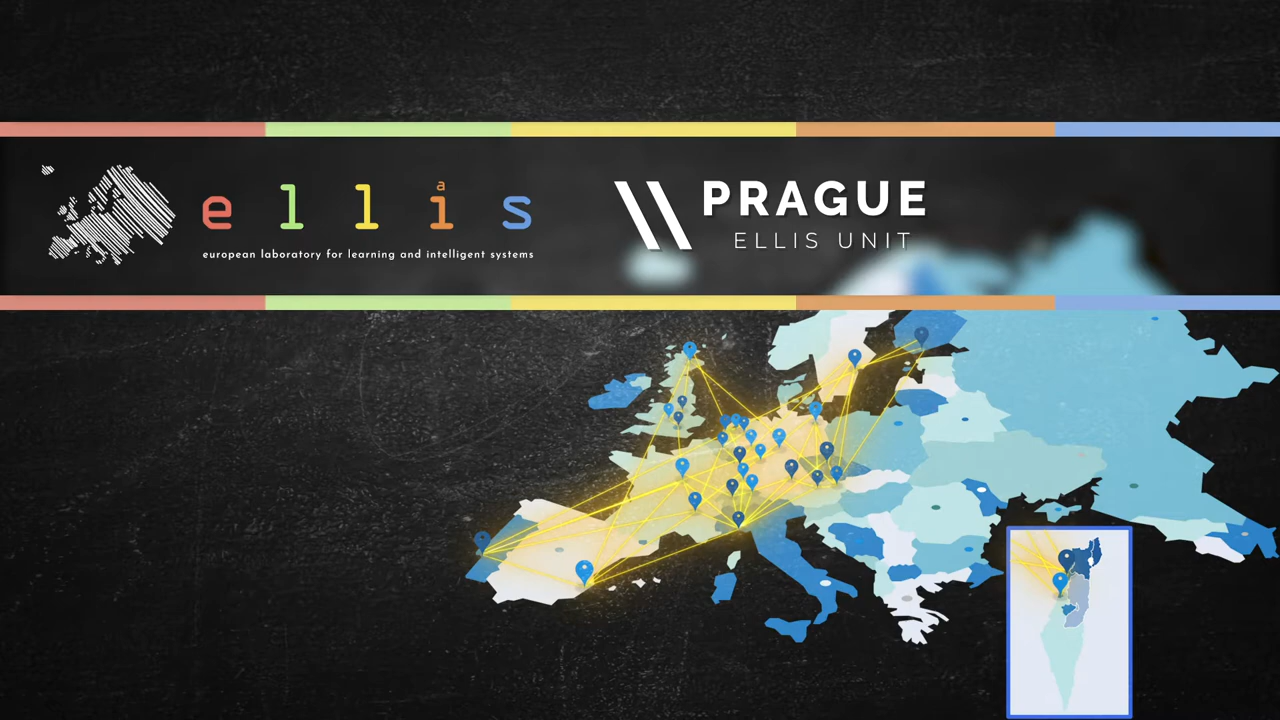 ellis
a
european laboratory for learning and intelligent systems
PRAGUE
ELLIS UNIT